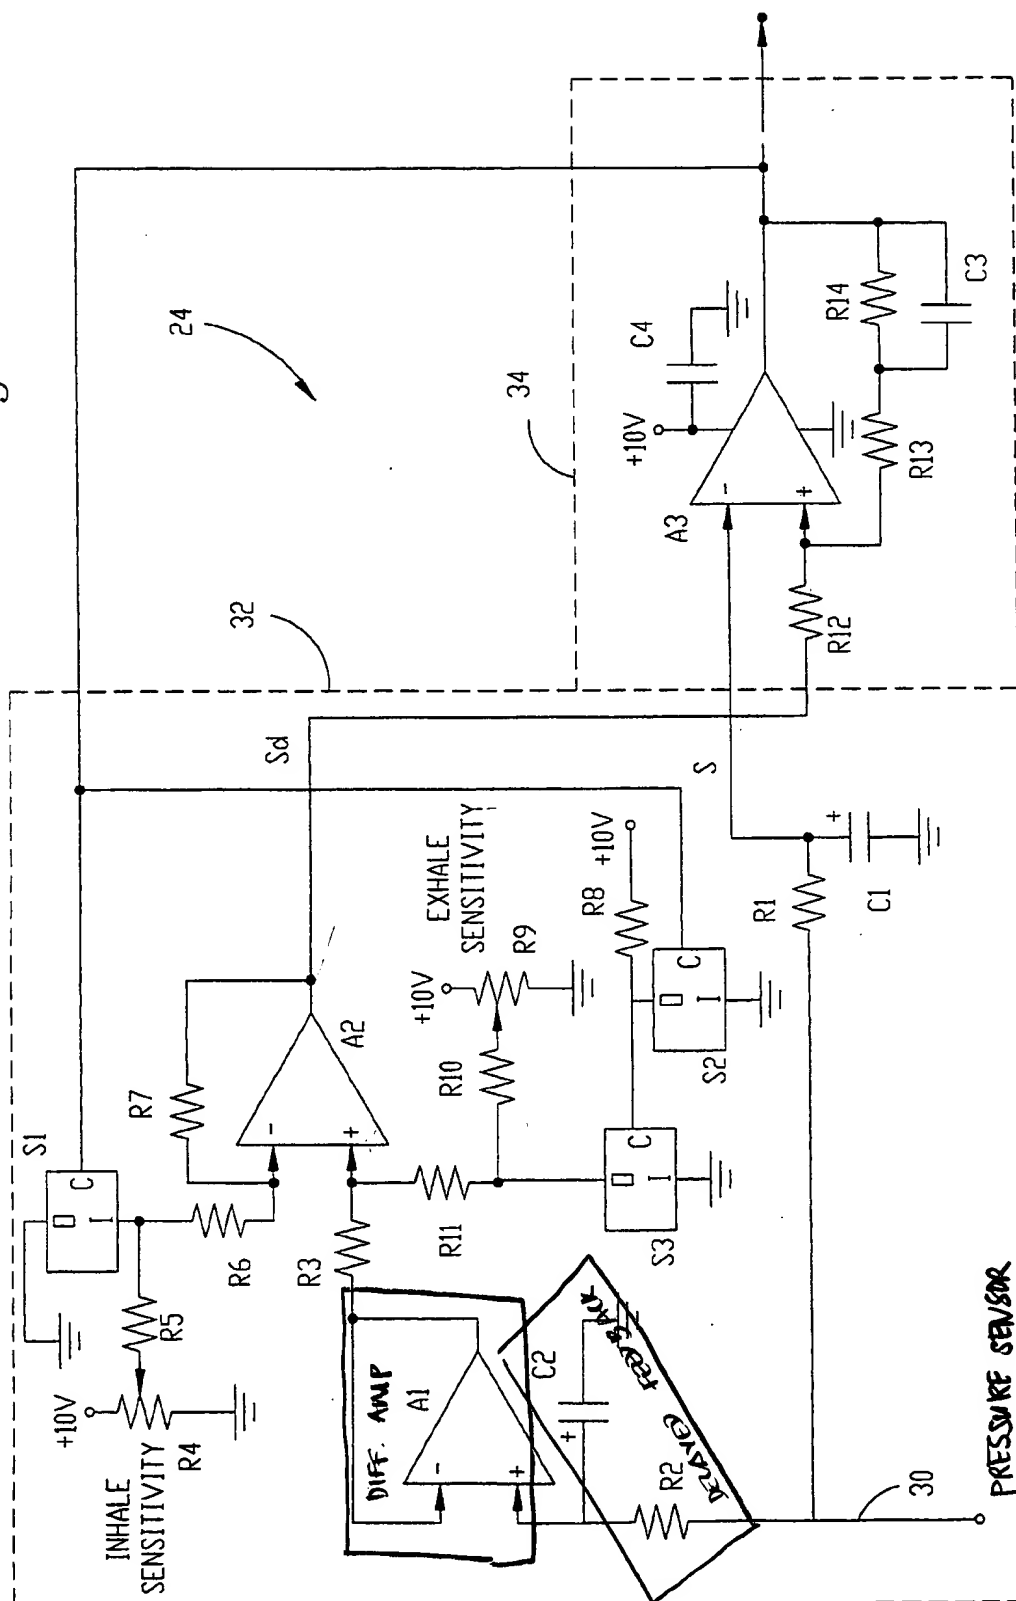 24
34
32
+10V
C4
A3
-
+
R14
C3
R13
R12
Sd
S
S1
O
I
C
R7
R6
R5
+10V
R4
INHALE
SENSITIVITY
A2
-
+
R3
R11
R10
EXHALE
SENSITIVITY
+10V
R9
R8
+10V
S2
O
I
C
S3
O
I
C
R1
+
C1
DIFF. AMP
A1
-
+
C2
+
R2
DELAYED FEEDBACK
30
PRESSURE SENSOR